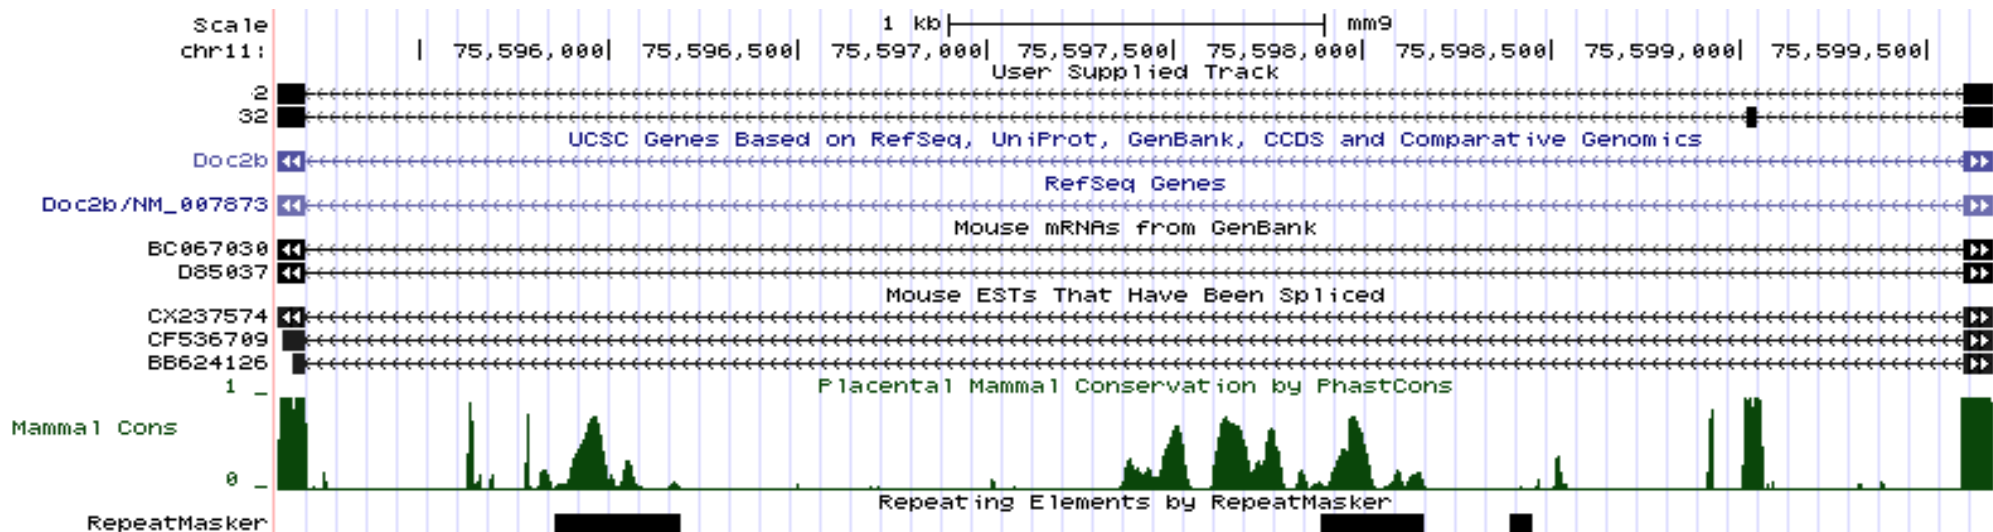 Scale 1 kb mm9
chr11: | 75,596,000| 75,596,500| 75,597,000| 75,597,500| 75,598,000| 75,598,500| 75,599,000| 75,599,500|
User Supplied Track
2
32
UCSC Genes Based on RefSeq, UniProt, GenBank, CCDS and Comparative Genomics
Doc2b
RefSeq Genes
Doc2b/NM_007873
Mouse mRNAs from GenBank
BC067030
D85037
Mouse ESTs That Have Been Spliced
CX237574
CF536709
BB624126
Placental Mammal Conservation by PhastCons
1 _
Mammal Cons
0 _
Repeating Elements by RepeatMasker
RepeatMasker